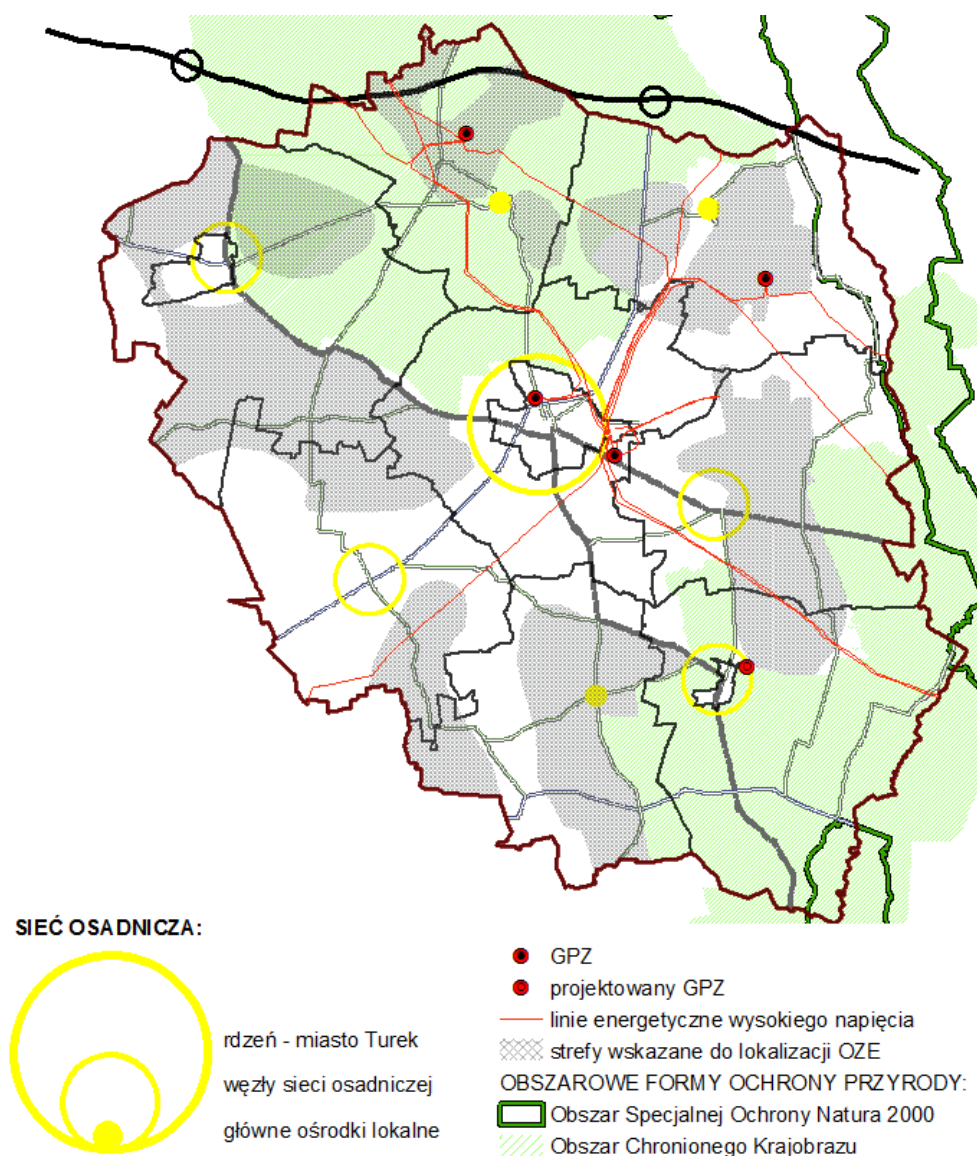 SIEĆ OSADNICZA:
rdzeń - miasto Turek
węzły sieci osadniczej
główne ośrodki lokalne
GPZ
projektowany GPZ
linie energetyczne wysokiego napięcia
strefy wskazane do lokalizacji OZE
OBSZAROWE FORMY OCHRONY PRZYRODY:
Obszar Specjalnej Ochrony Natura 2000
Obszar Chronionego Krajobrazu